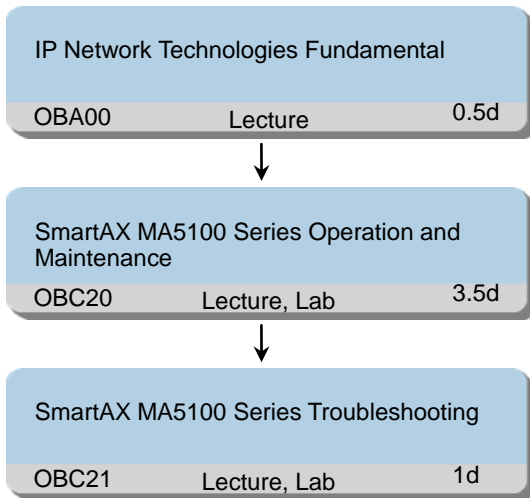 IP Network Technologies Fundamental
OBA00 Lecture 0.5d
SmartAX MA5100 Series Operation and
Maintenance
OBC20 Lecture, Lab 3.5d
SmartAX MA5100 Series Troubleshooting
OBC21 Lecture, Lab 1d